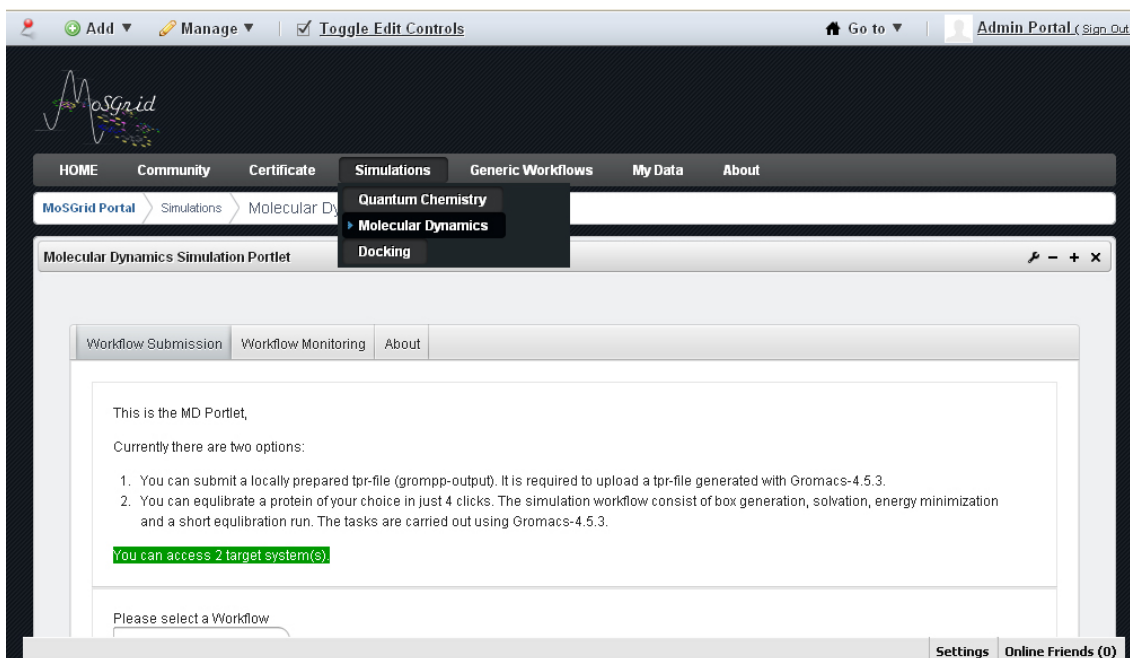 Add ▼ Manage ▼ Toggle Edit Controls Go to ▼ Admin Portal (Sign Out
MoSGrid
HOME Community Certificate Simulations Generic Workflows My Data About
Quantum Chemistry
MoSGrid Portal Simulations Molecular Dy
Molecular Dynamics
Docking
Molecular Dynamics Simulation Portlet
Workflow Submission Workflow Monitoring About
This is the MD Portlet,
Currently there are two options:
1. You can submit a locally prepared tpr-file (grompp-output). It is required to upload a tpr-file generated with Gromacs-4.5.3.
2. You can equlibrate a protein of your choice in just 4 clicks. The simulation workflow consist of box generation, solvation, energy minimization
and a short equlibration run. The tasks are carried out using Gromacs-4.5.3.
You can access 2 target system(s).
Please select a Workflow
Settings Online Friends (0)